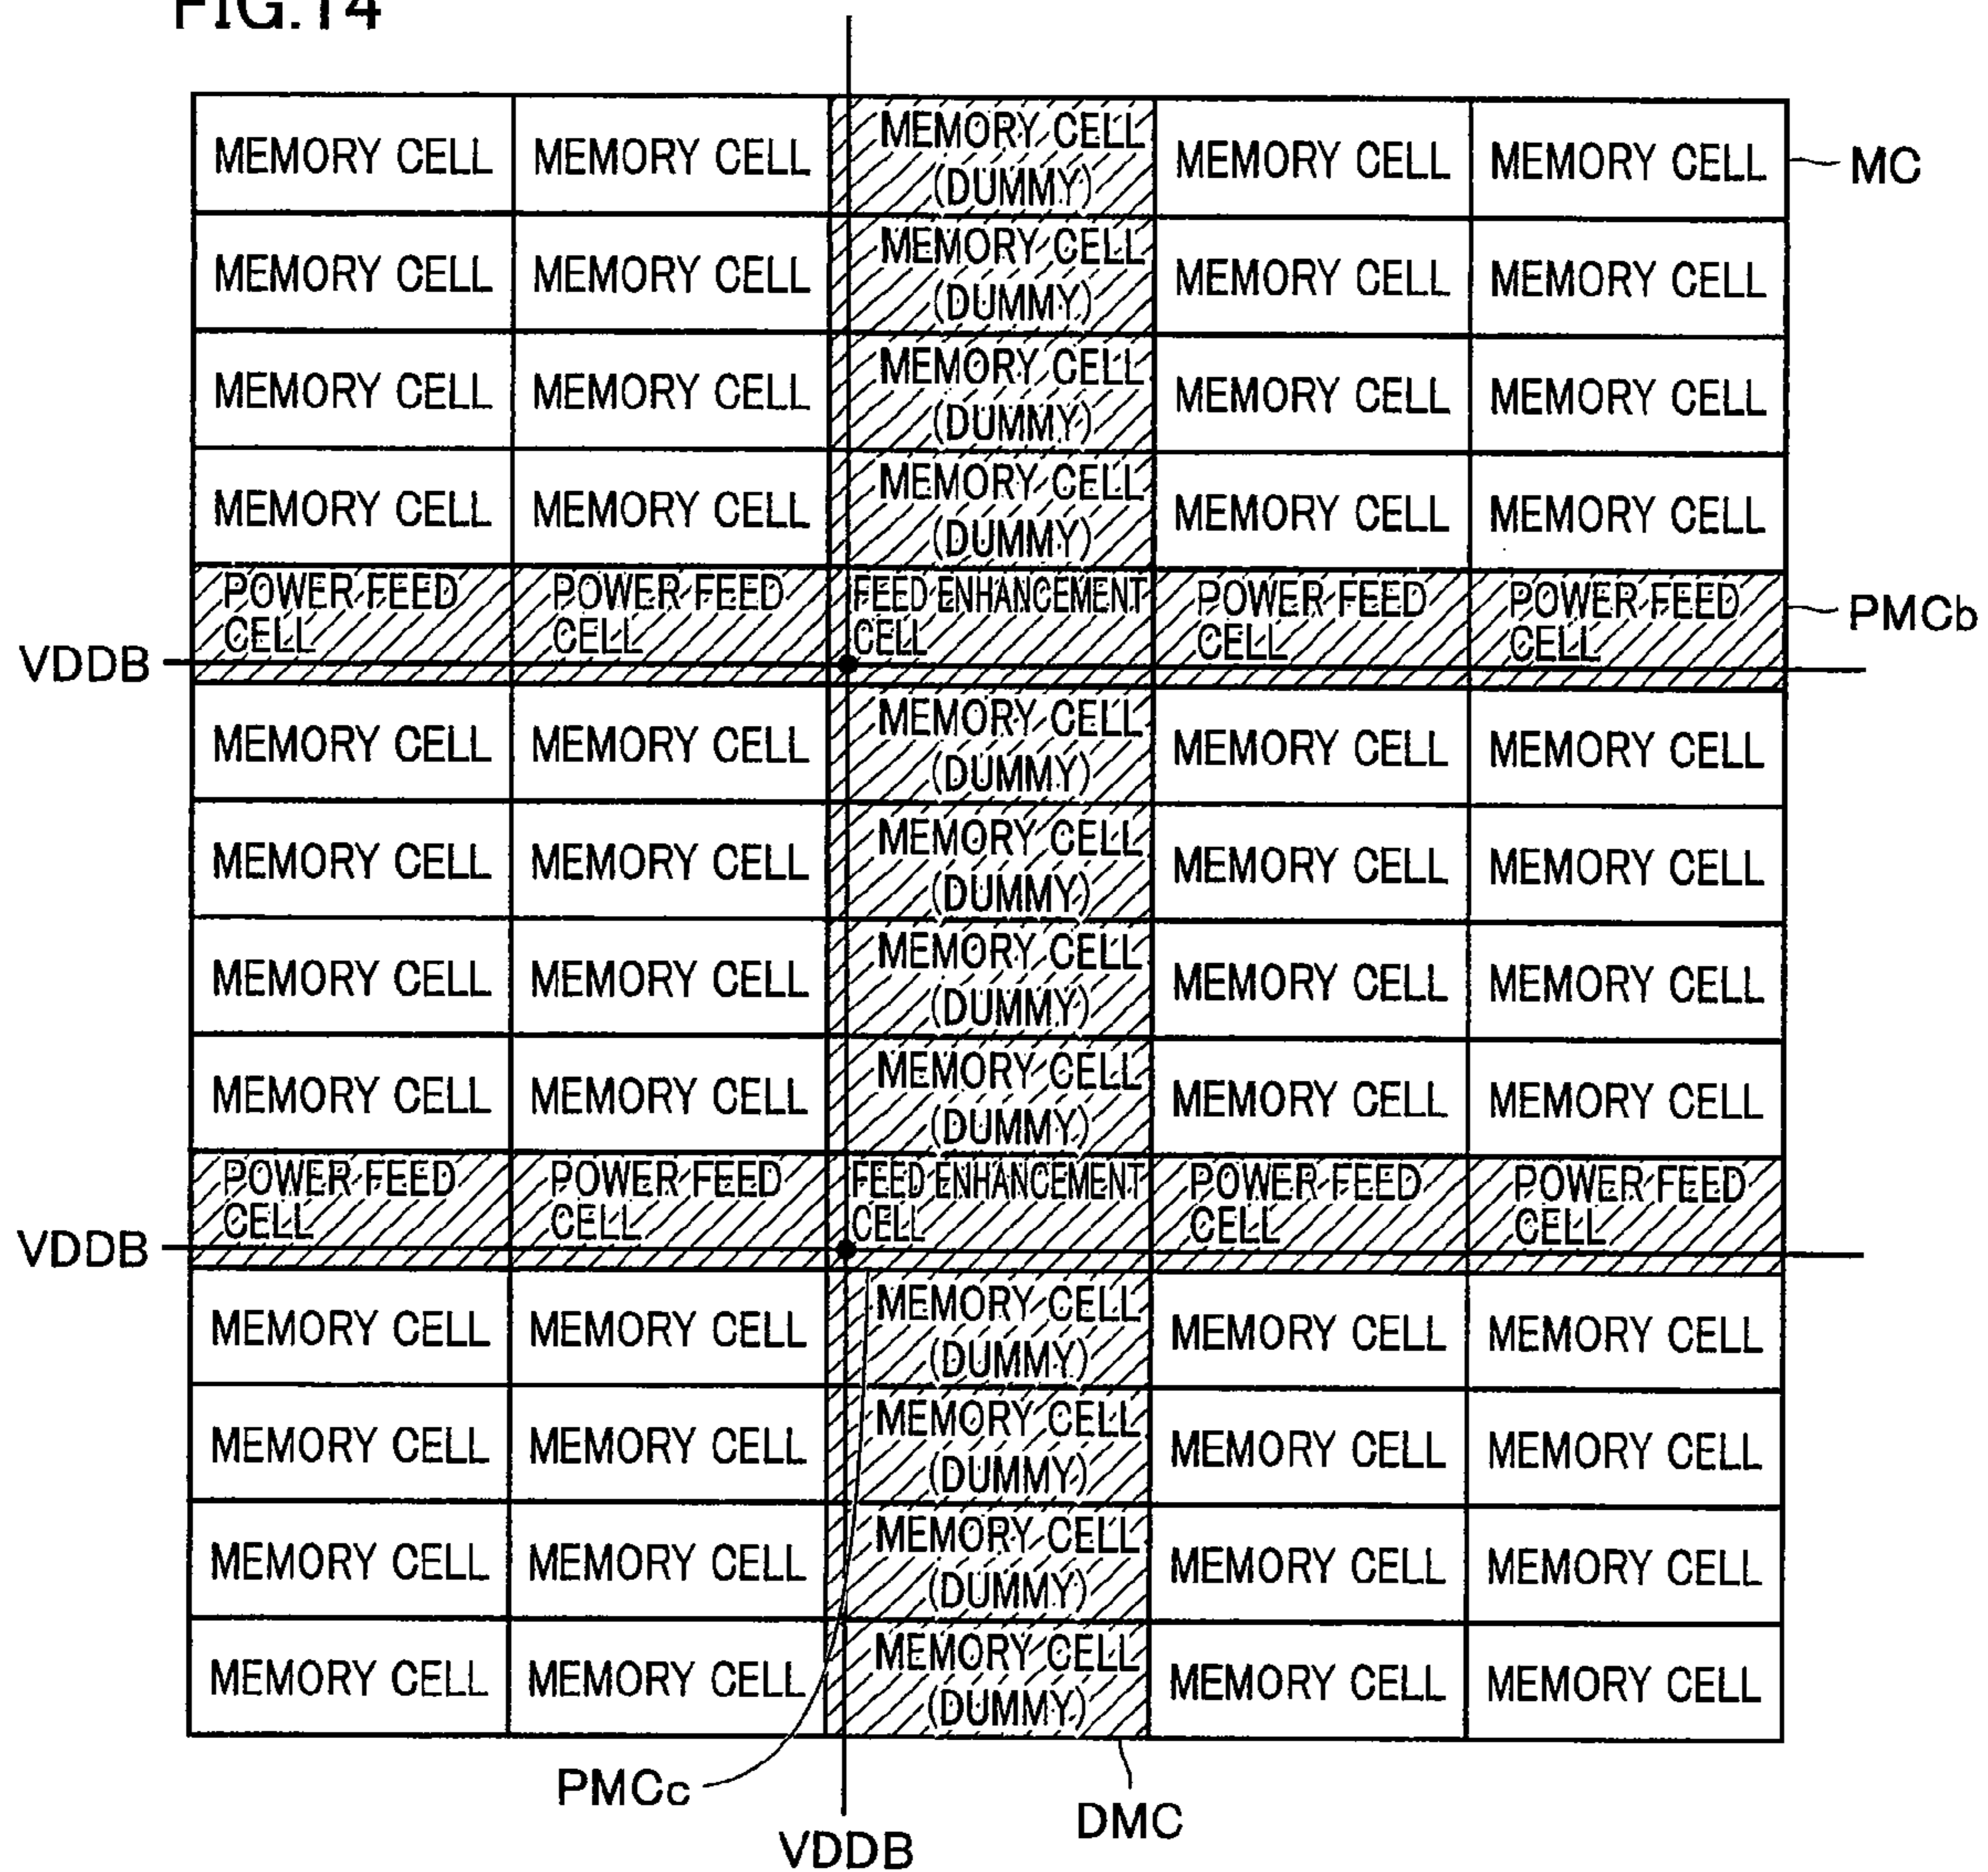 FIG.14
MEMORY CELL MEMORY CELL MEMORY CELL (DUMMY) MEMORY CELL MEMORY CELL MC
MEMORY CELL MEMORY CELL MEMORY CELL (DUMMY) MEMORY CELL MEMORY CELL
MEMORY CELL MEMORY CELL MEMORY CELL (DUMMY) MEMORY CELL MEMORY CELL
MEMORY CELL MEMORY CELL MEMORY CELL (DUMMY) MEMORY CELL MEMORY CELL
POWER FEED CELL POWER FEED CELL FEED ENHANCEMENT CELL POWER FEED CELL POWER FEED CELL PMCb
VDDB
MEMORY CELL MEMORY CELL MEMORY CELL (DUMMY) MEMORY CELL MEMORY CELL
MEMORY CELL MEMORY CELL MEMORY CELL (DUMMY) MEMORY CELL MEMORY CELL
MEMORY CELL MEMORY CELL MEMORY CELL (DUMMY) MEMORY CELL MEMORY CELL
MEMORY CELL MEMORY CELL MEMORY CELL (DUMMY) MEMORY CELL MEMORY CELL
POWER FEED CELL POWER FEED CELL FEED ENHANCEMENT CELL POWER FEED CELL POWER FEED CELL
VDDB
MEMORY CELL MEMORY CELL MEMORY CELL (DUMMY) MEMORY CELL MEMORY CELL
MEMORY CELL MEMORY CELL MEMORY CELL (DUMMY) MEMORY CELL MEMORY CELL
MEMORY CELL MEMORY CELL MEMORY CELL (DUMMY) MEMORY CELL MEMORY CELL
MEMORY CELL MEMORY CELL MEMORY CELL (DUMMY) MEMORY CELL MEMORY CELL
PMCc
DMC
VDDB